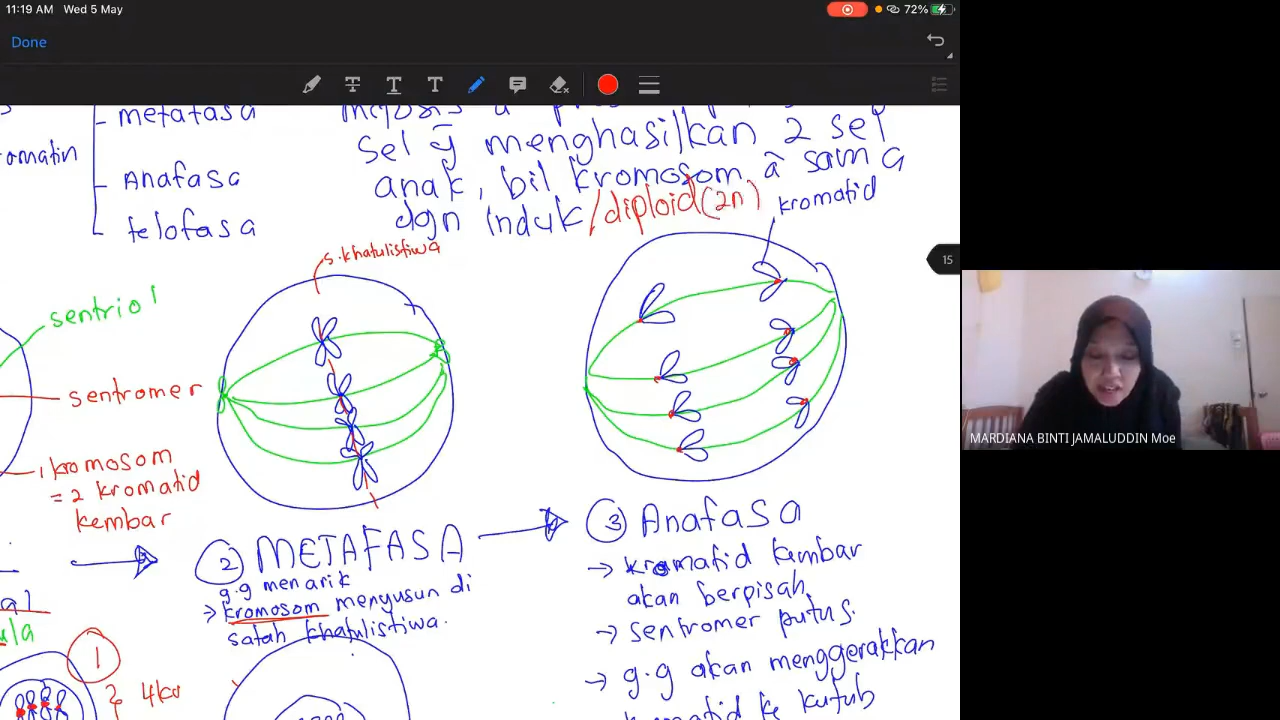 11:19 AM Wed 5 May
72%
Done
metafasa
Anafasa
telofasa
omatin
sel yg menghasilkan 2 sel
anak, bil kromosom à sama
dgn induk/diploid(2n)
kromatid
15
s. khatulistiwa
sentriol
sentromer
1 kromosom
= 2 kromatid
kembar
2 METAFASA
g.g menarik
kromosom menyusun di
satah khatulistiwa.
3 Anafasa
→ kromatid kembar
akan berpisah.
→ sentromer putus.
→ g.g akan menggerakkan
kromatid ke kutub
1
MARDIANA BINTI JAMALUDDIN Moe